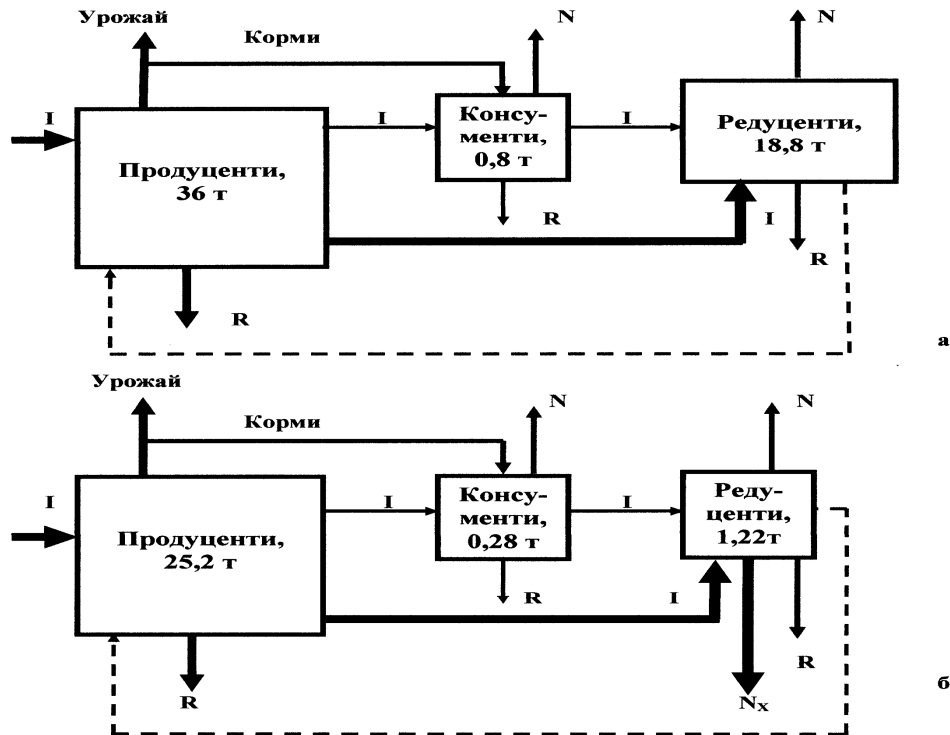 Урожай
N
N
Корми
I
Продуценти,
36 т
I
Консу-
менти,
0,8 т
I
Редуценти,
18,8 т
R
I
R
R
а
Урожай
N
N
Корми
I
Продуценти,
25,2 т
I
Консу-
менти,
0,28 т
I
Реду-
центи,
1,22т
R
I
R
R
Nx
б